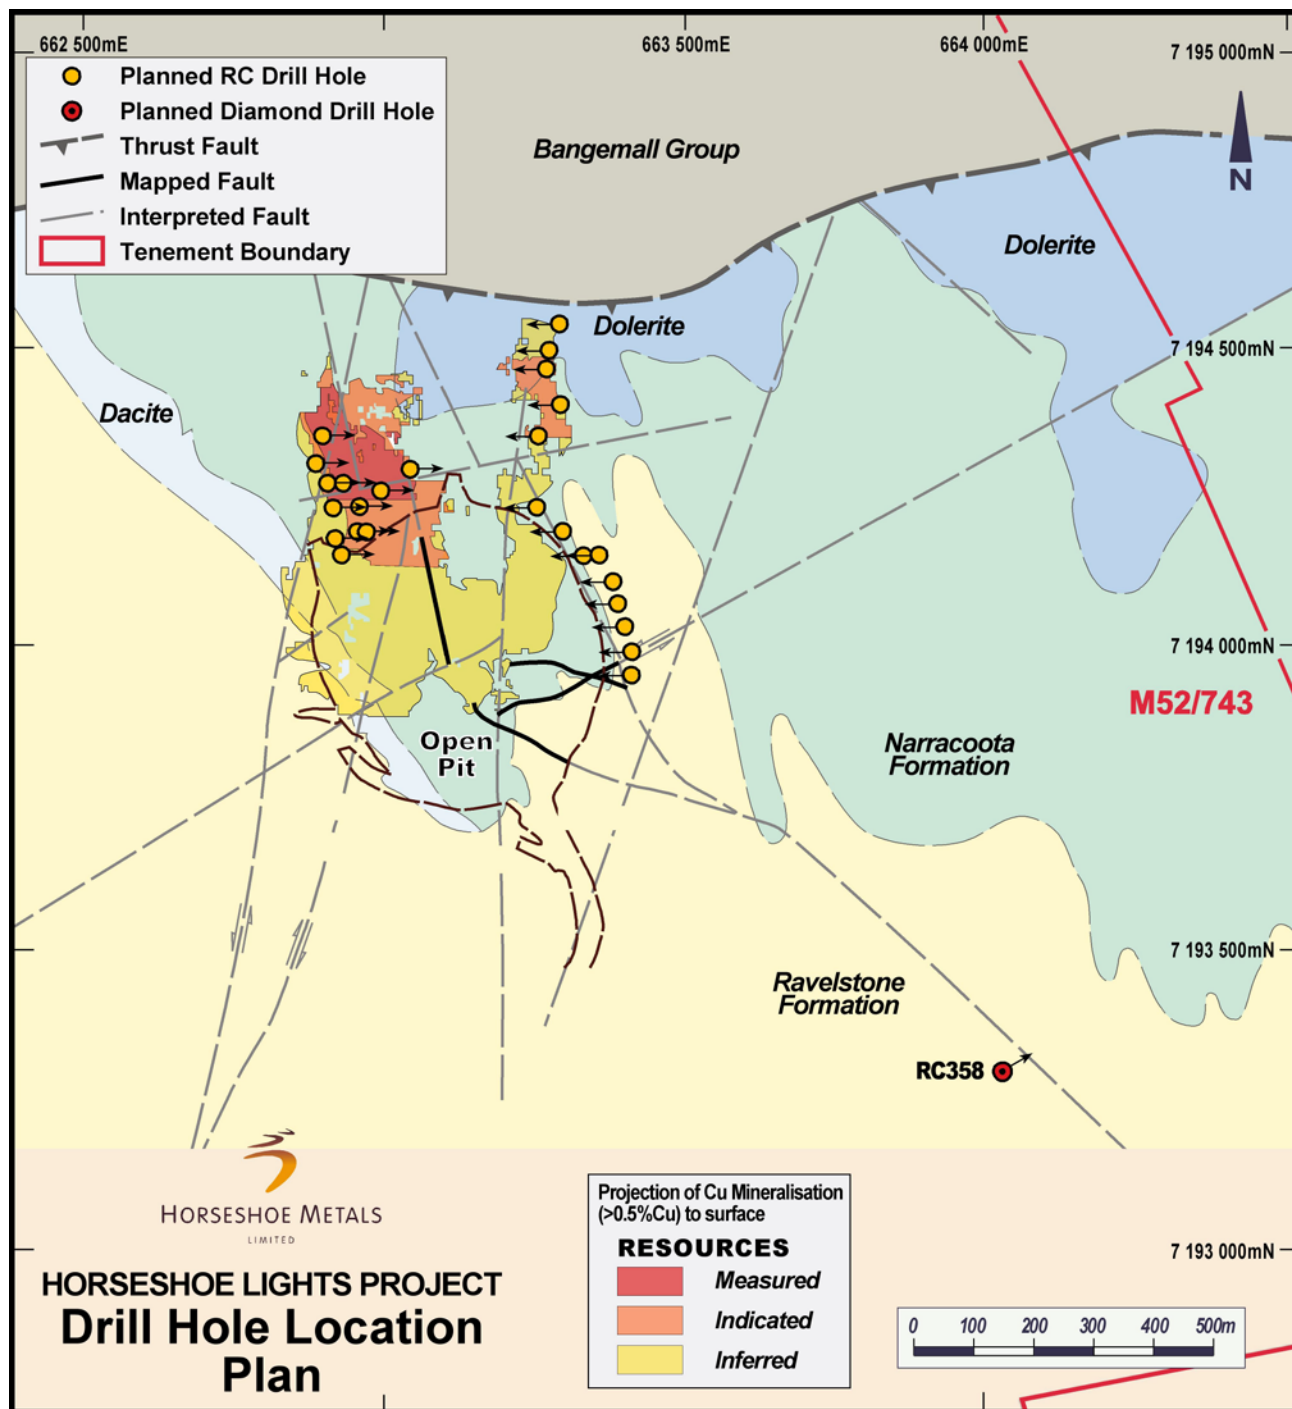 662 500mE
663 500mE
664 000mE
7 195 000mN
Planned RC Drill Hole
Planned Diamond Drill Hole
Thrust Fault
Mapped Fault
Interpreted Fault
Tenement Boundary
Bangemall Group
N
Dolerite
Dolerite
7 194 500mN
Dacite
7 194 000mN
M52/743
Open
Pit
Narracoota
Formation
7 193 500mN
Ravelstone
Formation
RC358
HORSESHOE METALS
LIMITED
HORSESHOE LIGHTS PROJECT
Drill Hole Location
Plan
Projection of Cu Mineralisation
(>0.5%Cu) to surface
RESOURCES
Measured
Indicated
Inferred
7 193 000mN
0 100 200 300 400 500m